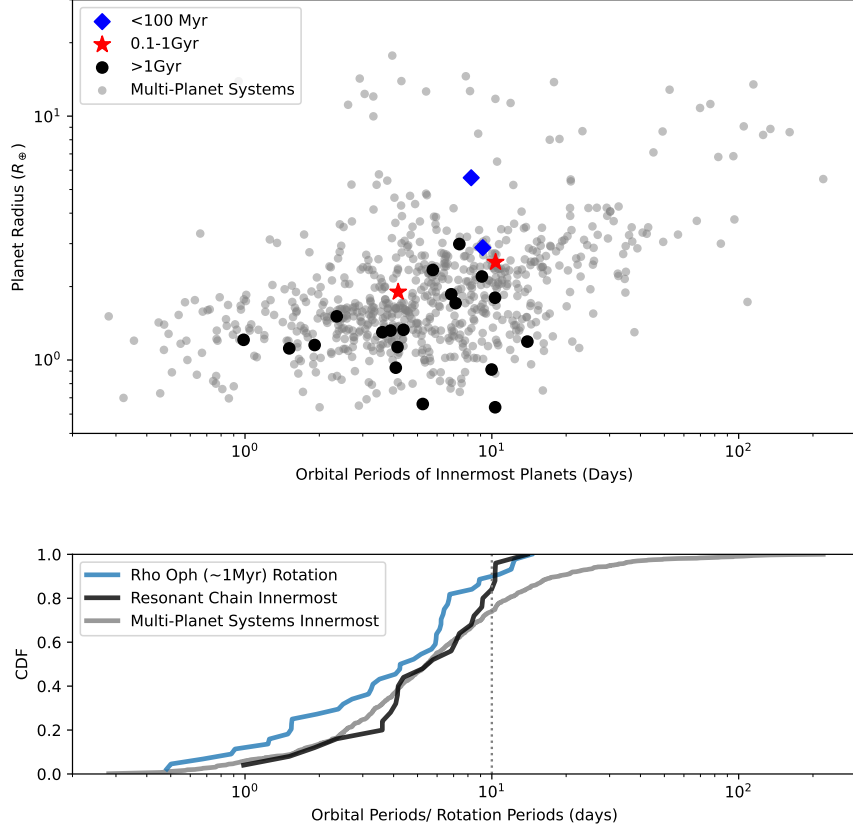 <100 Myr
0.1-1Gyr
>1Gyr
Multi-Planet Systems
Planet Radius (R⊕)
10¹
10⁰
10⁰ 10¹ 10²
Orbital Periods of Innermost Planets (Days)
Rho Oph (~1Myr) Rotation
Resonant Chain Innermost
Multi-Planet Systems Innermost
CDF
1.0
0.8
0.6
0.4
0.2
0.0
10⁰ 10¹ 10²
Orbital Periods/ Rotation Periods (days)